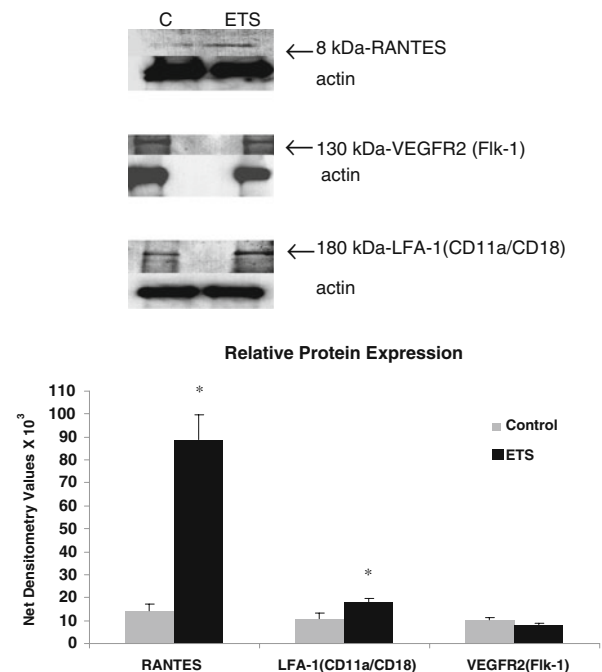 C ETS
←8 kDa-RANTES
actin
←130 kDa-VEGFR2 (Flk-1)
actin
←180 kDa-LFA-1(CD11a/CD18)
actin
Relative Protein Expression
Net Densitometry Values X 10³
110
100
90
80
70
60
50
40
30
20
10
0
*
*
Control
ETS
RANTES LFA-1(CD11a/CD18) VEGFR2(Flk-1)